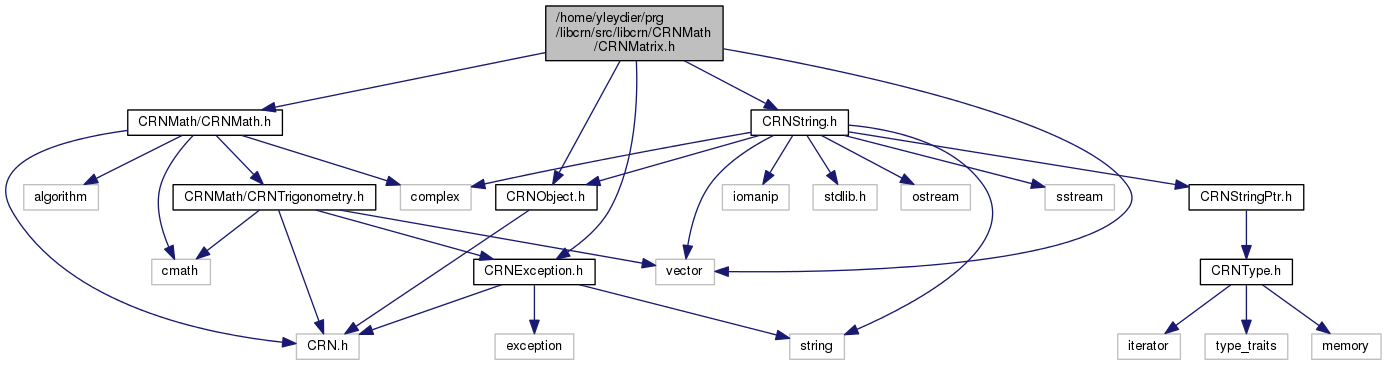 /home/yleydier/prg
/libcrn/src/libcrn/CRNMath
/CRNMatrix.h
CRNMath/CRNMath.h
CRNString.h
algorithm
CRNMath/CRNTrigonometry.h
complex
CRNObject.h
iomanip
stdlib.h
ostream
sstream
CRNStringPtr.h
cmath
CRNException.h
vector
CRNType.h
CRN.h
exception
string
iterator
type_traits
memory